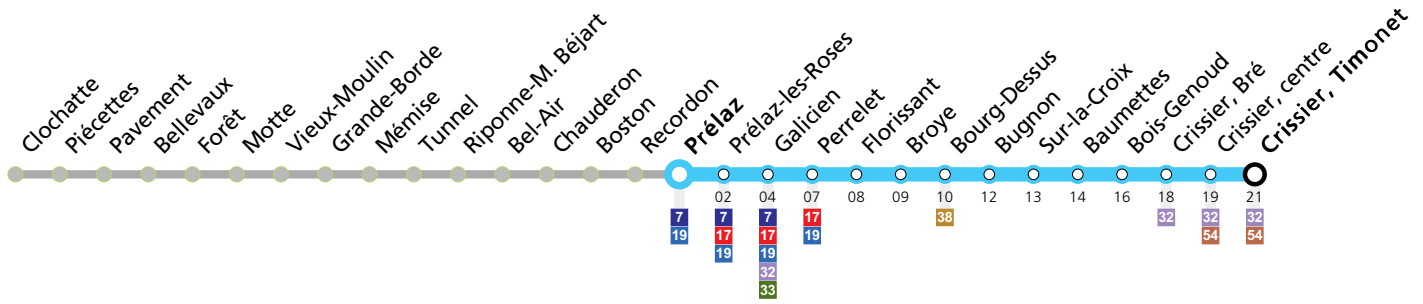 Clochatte
Piécettes
Pavement
Bellevaux
Forêt
Motte
Vieux-Moulin
Grande-Borde
Mémise
Tunnel
Riponne-M. Béjart
Bel-Air
Chauderon
Boston
Recordon
Prélaz
Prélaz-les-Roses
Galicien
Perrelet
Florissant
Broye
Bourg-Dessus
Bugnon
Sur-la-Croix
Baumettes
Bois-Genoud
Crissier, Bré
Crissier, centre
Crissier, Timonet
02 04 07 08 09 10 12 13 14 16 18 19 21
7 7 7 17 38 32 32 32
19 17 17 19 54 54
19 19
32
33